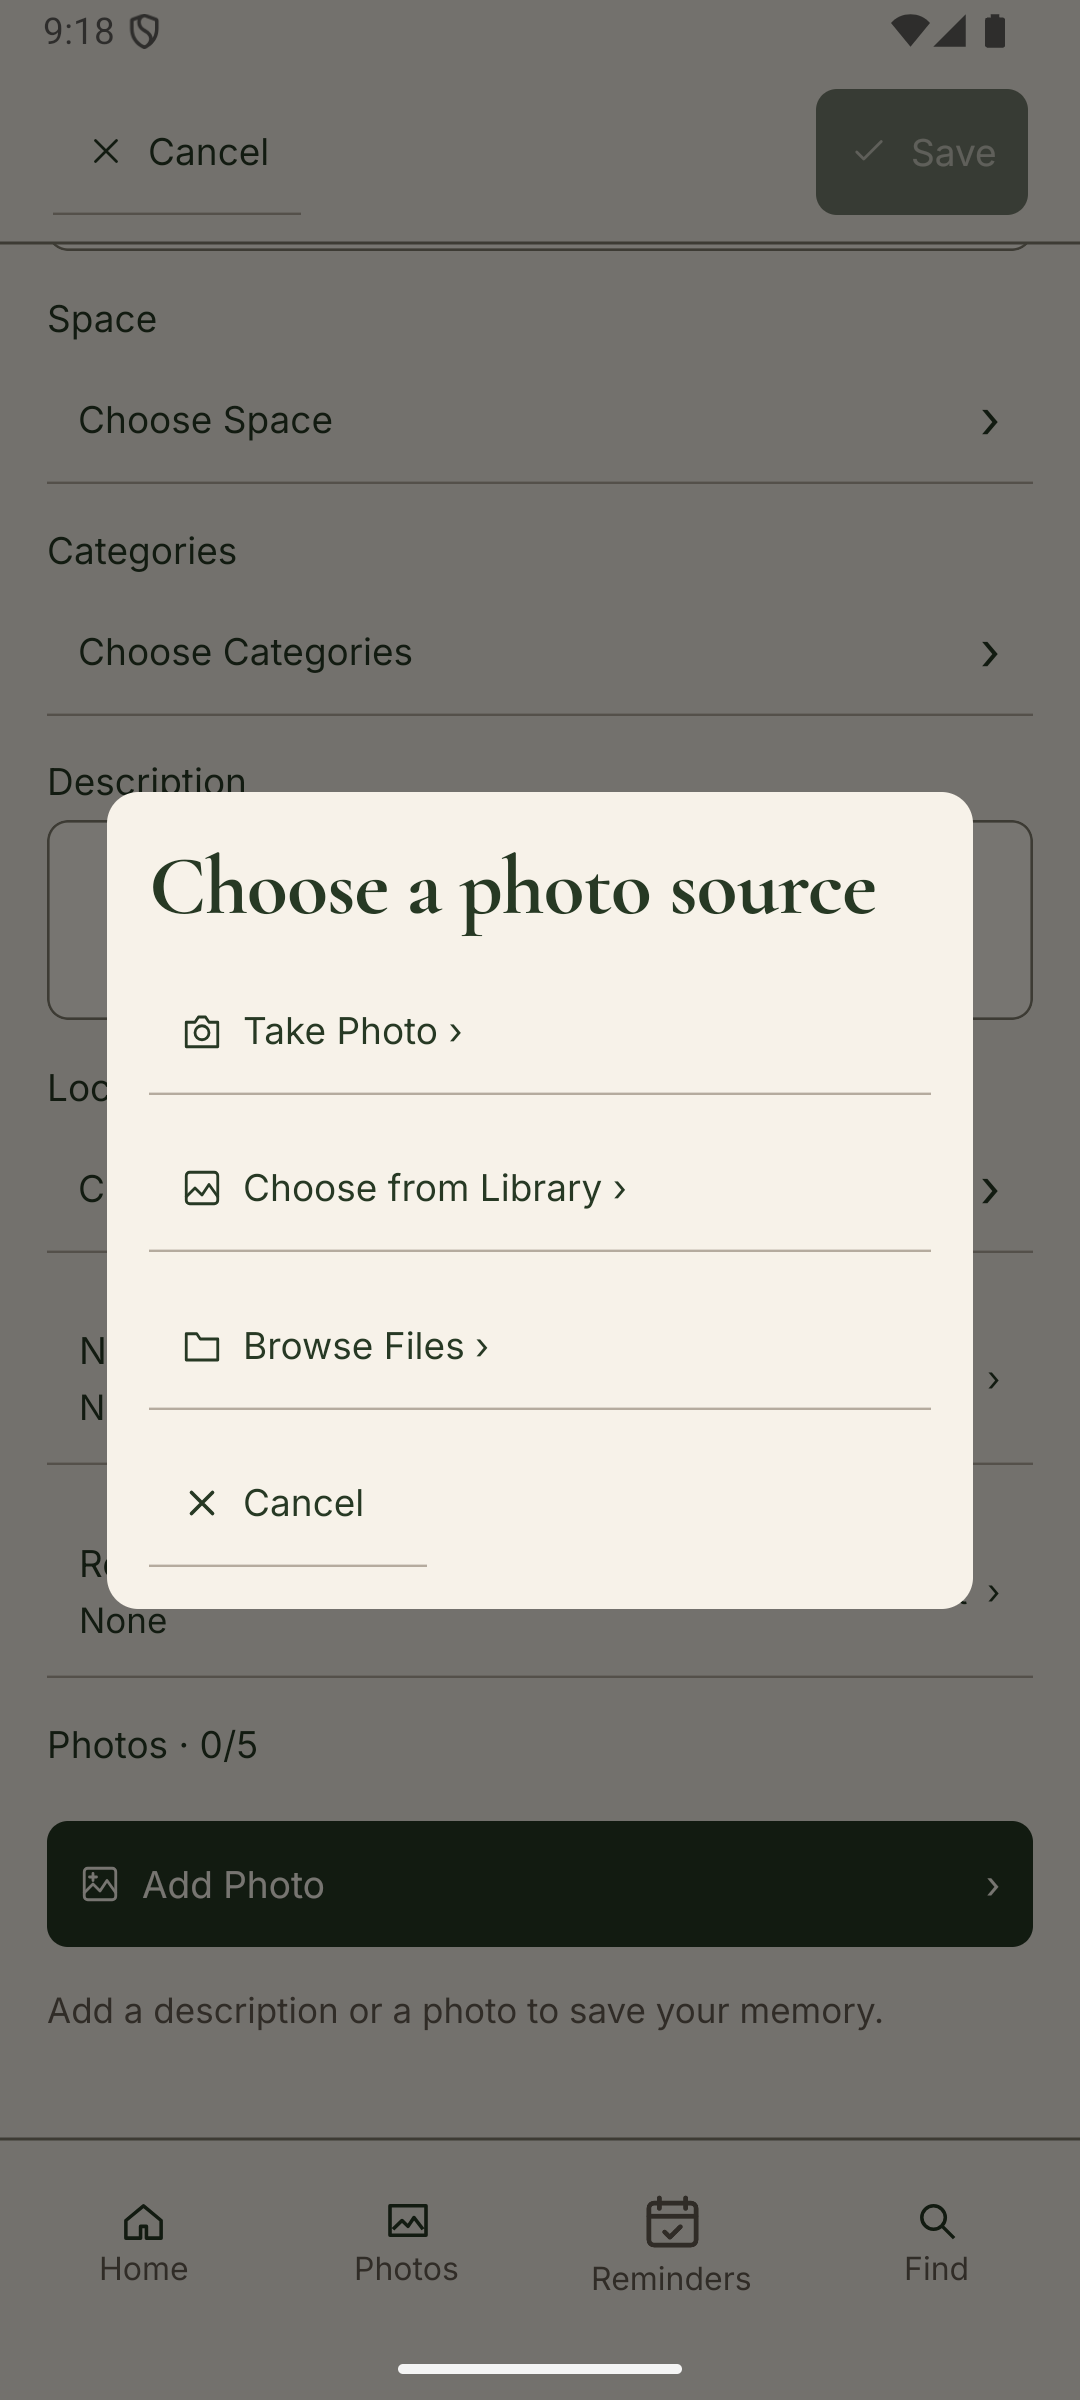 9:18
Cancel
Save
Space
Choose Space ›
Categories
Choose Categories ›
Description
Choose a photo source
Take Photo ›
Choose from Library ›
Browse Files ›
Cancel
None
Photos · 0/5
Add Photo ›
Add a description or a photo to save your memory.
Home
Photos
Reminders
Find